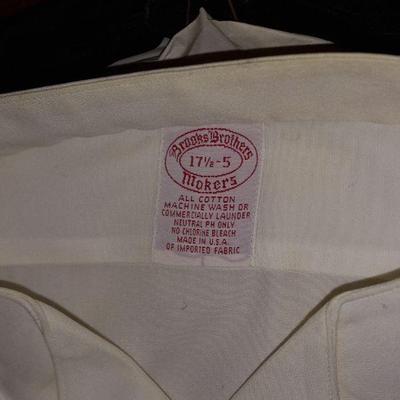 Brooks Brothers
17½-5
Makers
ALL COTTON
MACHINE WASH OR
COMMERCIALLY LAUNDER
NEUTRAL PH ONLY
NO CHLORINE BLEACH
MADE IN U.S.A.
OF IMPORTED FABRIC